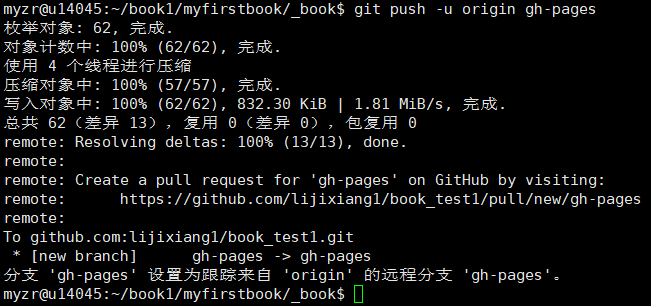 myzr@u14045:~/book1/myfirstbook/_book$ git push -u origin gh-pages
枚举对象: 62, 完成.
对象计数中: 100% (62/62), 完成.
使用 4 个线程进行压缩
压缩对象中: 100% (57/57), 完成.
写入对象中: 100% (62/62), 832.30 KiB | 1.81 MiB/s, 完成.
总共 62（差异 13），复用 0（差异 0），包复用 0
remote: Resolving deltas: 100% (13/13), done.
remote:
remote: Create a pull request for 'gh-pages' on GitHub by visiting:
remote:      https://github.com/lijixiang1/book_test1/pull/new/gh-pages
remote:
To github.com:lijixiang1/book_test1.git
 * [new branch]      gh-pages -> gh-pages
分支 'gh-pages' 设置为跟踪来自 'origin' 的远程分支 'gh-pages'。
myzr@u14045:~/book1/myfirstbook/_book$